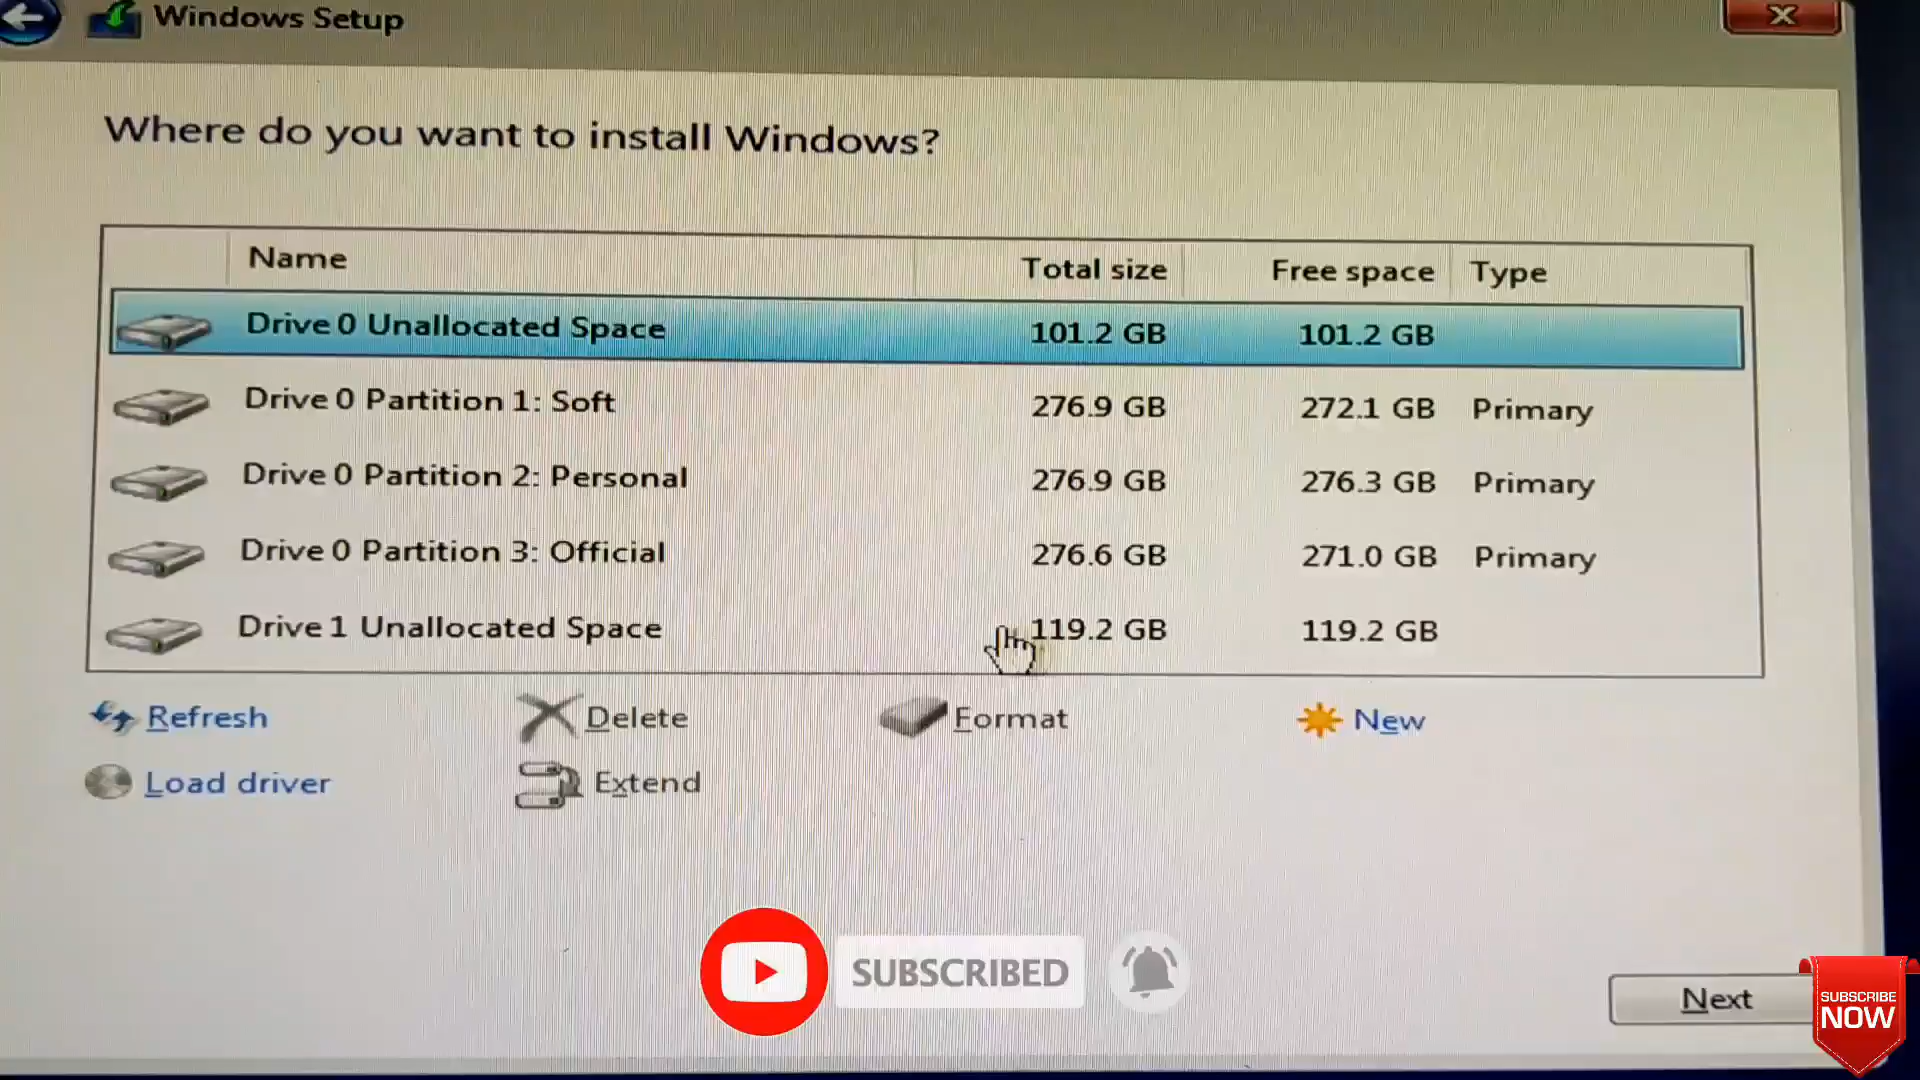 Windows Setup
Where do you want to install Windows?
Name Total size Free space Type
Drive 0 Unallocated Space 101.2 GB 101.2 GB
Drive 0 Partition 1: Soft 276.9 GB 272.1 GB Primary
Drive 0 Partition 2: Personal 276.9 GB 276.3 GB Primary
Drive 0 Partition 3: Official 276.6 GB 271.0 GB Primary
Drive 1 Unallocated Space 119.2 GB 119.2 GB
Refresh Delete Format New
Load driver Extend
SUBSCRIBED
Next
SUBSCRIBE
NOW